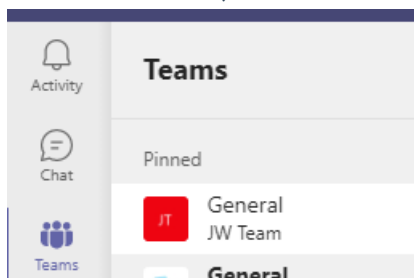 Activity
Teams
Chat
Pinned
JT
General
JW Team
Teams
General